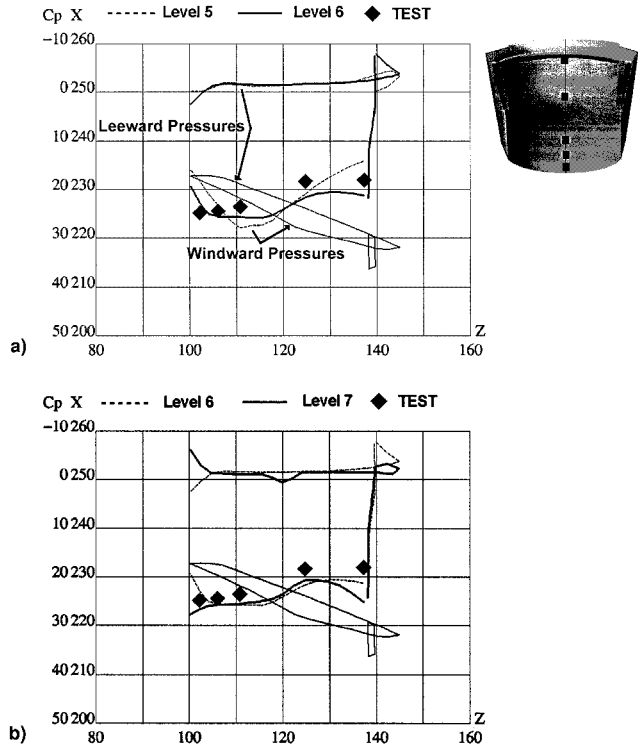 Cp X Level 5 Level 6 TEST
-10 260
0 250
10 240
Leeward Pressures
20 230
30 220
Windward Pressures
40 210
50 200
Z
80 100 120 140 160
a)
Cp X Level 6 Level 7 TEST
-10 260
0 250
10 240
20 230
30 220
40 210
50 200
Z
80 100 120 140 160
b)